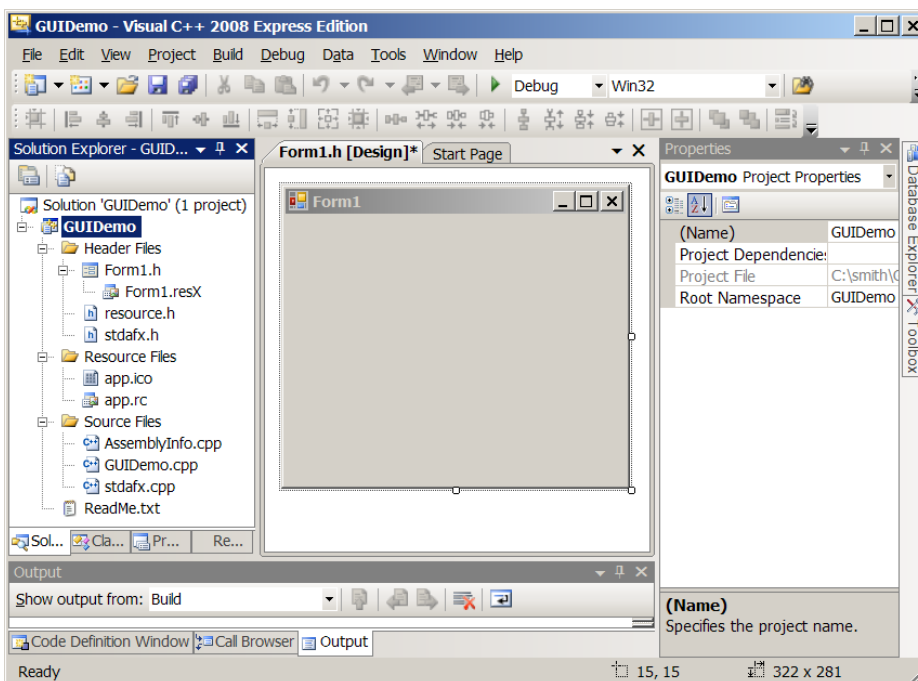 GUIDemo - Visual C++ 2008 Express Edition
File Edit View Project Build Debug Data Tools Window Help
Debug Win32
Solution Explorer - GUID...
Form1.h [Design]* Start Page
Properties
GUIDemo Project Properties
Solution 'GUIDemo' (1 project)
GUIDemo
Header Files
Form1.h
Form1.resX
resource.h
stdafx.h
Resource Files
app.ico
app.rc
Source Files
AssemblyInfo.cpp
GUIDemo.cpp
stdafx.cpp
ReadMe.txt
Sol... Cla... Pr... Re...
Form1
(Name) GUIDemo
Project Dependencie
Project File C:\smith\
Root Namespace GUIDemo
Database Explorer
Toolbox
Output
Show output from: Build
(Name)
Specifies the project name.
Code Definition Window Call Browser Output
Ready 15, 15 322 x 281